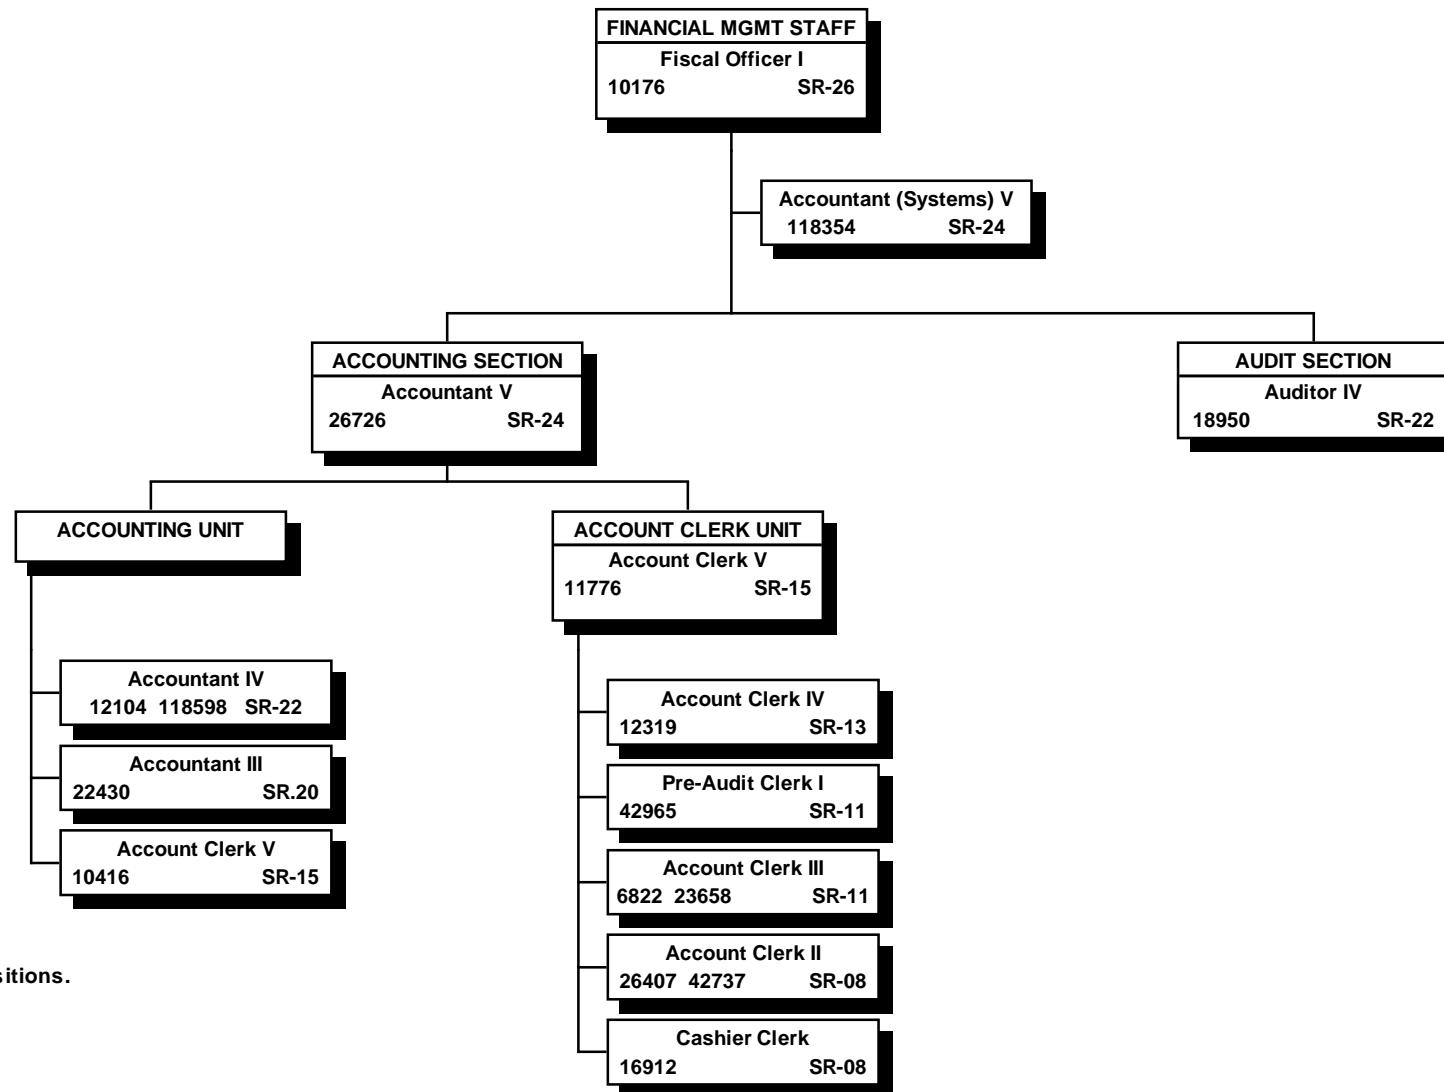 FINANCIAL MGMT STAFF
Fiscal Officer I
10176 SR-26
Accountant (Systems) V
118354 SR-24
ACCOUNTING SECTION
Accountant V
26726 SR-24
AUDIT SECTION
Auditor IV
18950 SR-22
ACCOUNTING UNIT
ACCOUNT CLERK UNIT
Account Clerk V
11776 SR-15
Accountant IV
12104 118598 SR-22
Accountant III
22430 SR.20
Account Clerk V
10416 SR-15
Account Clerk IV
12319 SR-13
Pre-Audit Clerk I
42965 SR-11
Account Clerk III
6822 23658 SR-11
Account Clerk II
26407 42737 SR-08
Cashier Clerk
16912 SR-08
sitions.